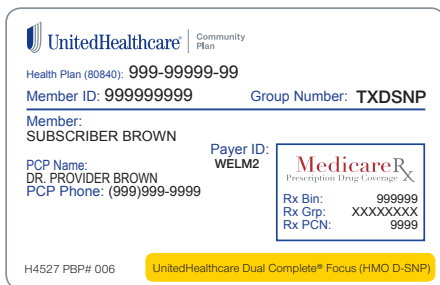 UnitedHealthcare® Community Plan
Health Plan (80840): 999-99999-99
Member ID: 999999999 Group Number: TXDSNP
Member:
SUBSCRIBER BROWN
Payer ID:
WELM2
PCP Name:
DR. PROVIDER BROWN
PCP Phone: (999)999-9999
MedicareRx
Prescription Drug Coverage
Rx Bin: 999999
Rx Grp: XXXXXXXX
Rx PCN: 9999
H4527 PBP# 006 UnitedHealthcare Dual Complete® Focus (HMO D-SNP)